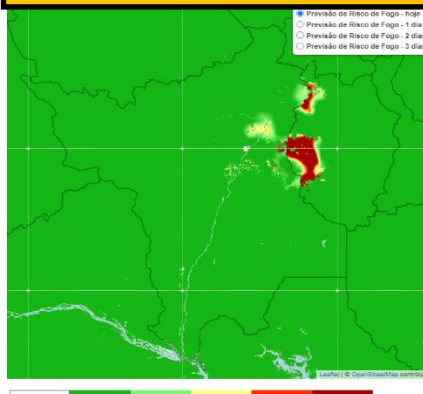 Previsão de Risco de Fogo - hoje
Previsão de Risco de Fogo - 1 dia
Previsão de Risco de Fogo - 2 dias
Previsão de Risco de Fogo - 3 dias
Leaflet | © OpenStreetMap contribu